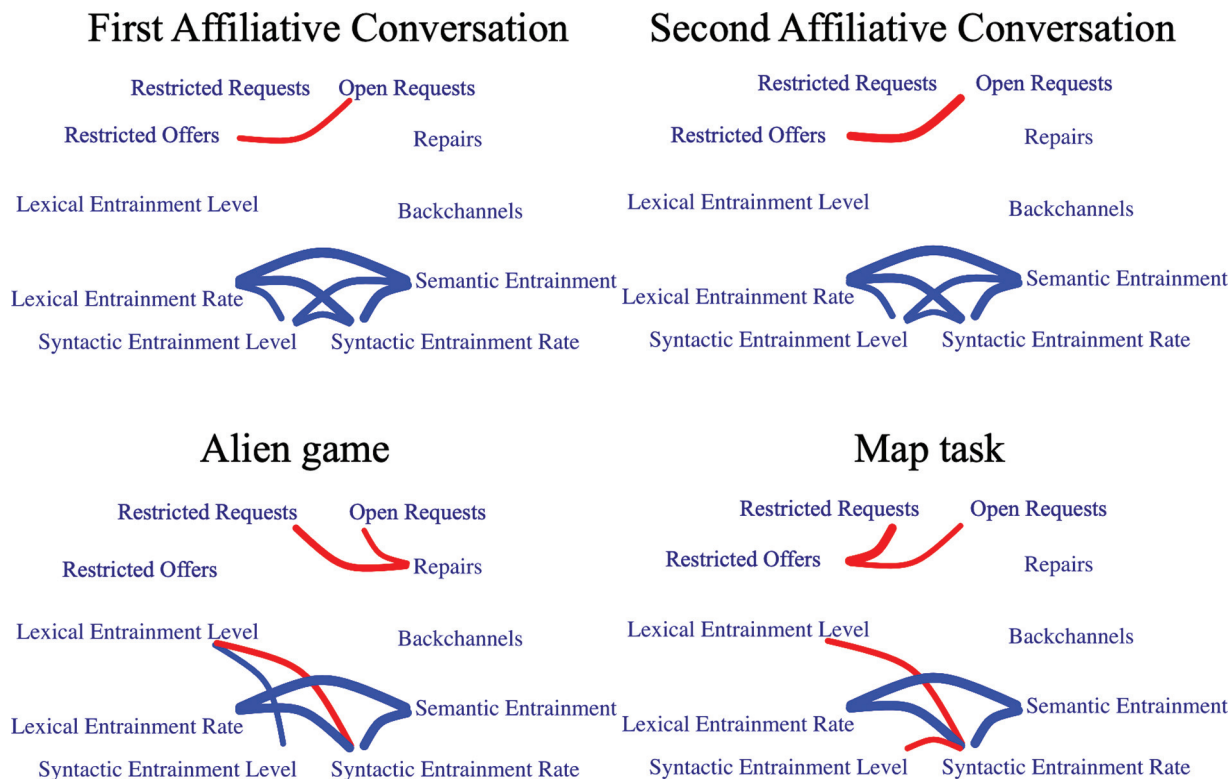 First Affiliative Conversation
Second Affiliative Conversation
Restricted Requests
Open Requests
Restricted Offers
Repairs
Lexical Entrainment Level
Backchannels
Semantic Entrainment
Lexical Entrainment Rate
Syntactic Entrainment Level
Syntactic Entrainment Rate
Restricted Requests
Open Requests
Restricted Offers
Repairs
Lexical Entrainment Level
Backchannels
Semantic Entrainment
Lexical Entrainment Rate
Syntactic Entrainment Level
Syntactic Entrainment Rate
Alien game
Map task
Restricted Requests
Open Requests
Restricted Offers
Repairs
Lexical Entrainment Level
Backchannels
Semantic Entrainment
Lexical Entrainment Rate
Syntactic Entrainment Level
Syntactic Entrainment Rate
Restricted Requests
Open Requests
Restricted Offers
Repairs
Lexical Entrainment Level
Backchannels
Semantic Entrainment
Lexical Entrainment Rate
Syntactic Entrainment Level
Syntactic Entrainment Rate